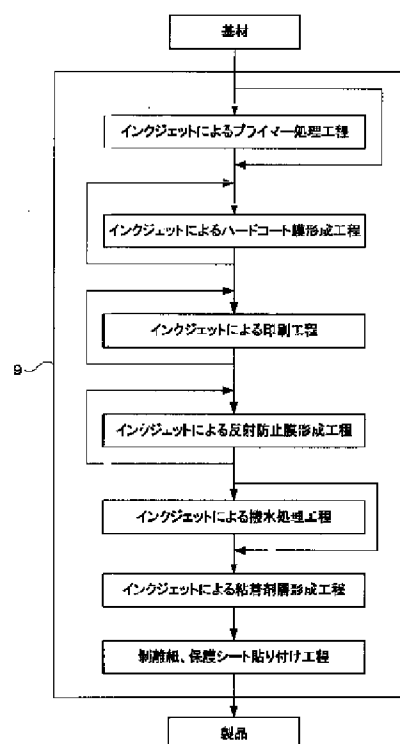 基材
インクジェットによるプライマー処理工程
インクジェットによるハードコート膜形成工程
インクジェットによる印刷工程
9
インクジェットによる反射防止膜形成工程
インクジェットによる撥水処理工程
インクジェットによる粘着剤層形成工程
剥離紙、保護シート貼り付け工程
製品